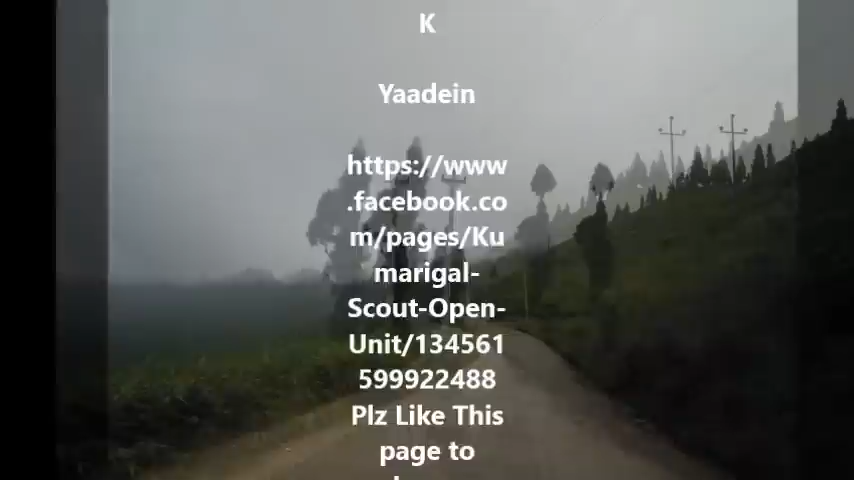 K
Yaadein
https://www
.facebook.co
m/pages/Ku
marigal-
Scout-Open-
Unit/134561
599922488
Plz Like This
page to